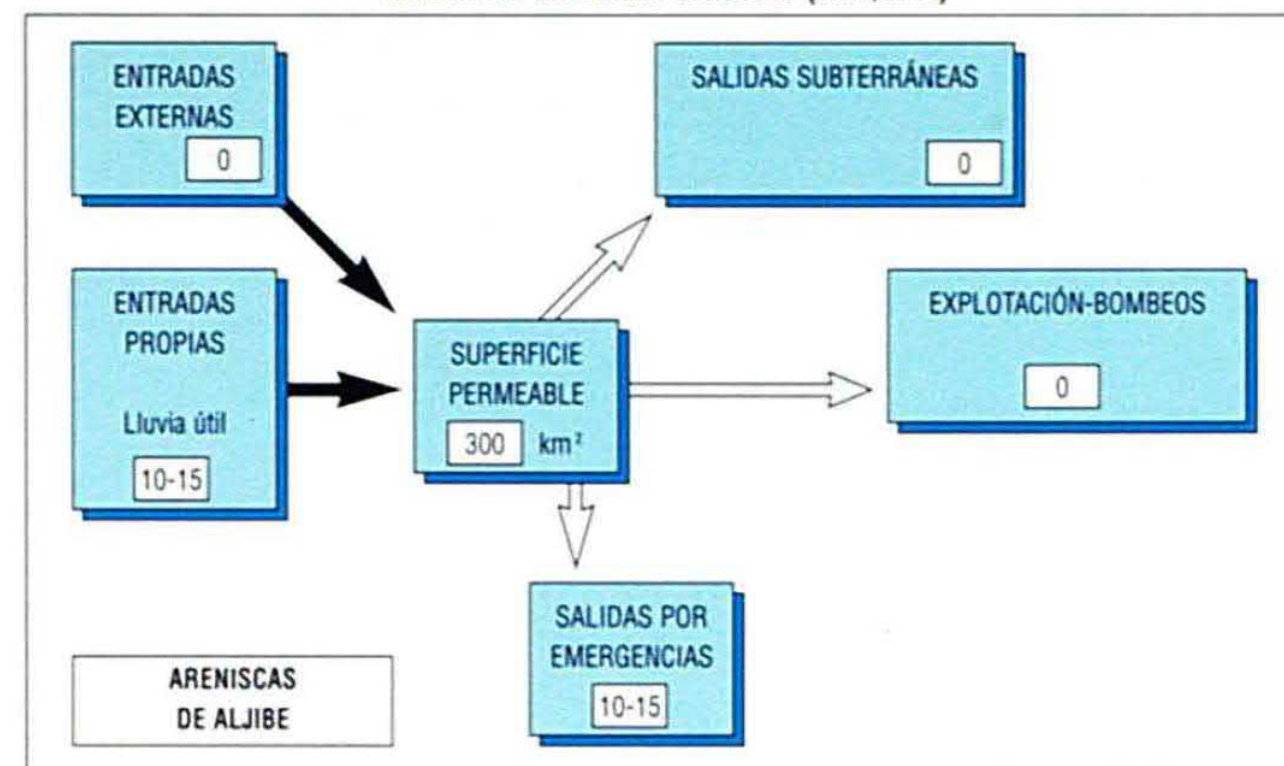 ENTRADAS
EXTERNAS
0
SALIDAS SUBTERRÁNEAS
0
ENTRADAS
PROPIAS
Lluvia útil
10-15
SUPERFICIE
PERMEABLE
300 km²
EXPLOTACIÓN-BOMBEOS
0
SALIDAS POR
EMERGENCIAS
10-15
ARENISCAS
DE ALJIBE